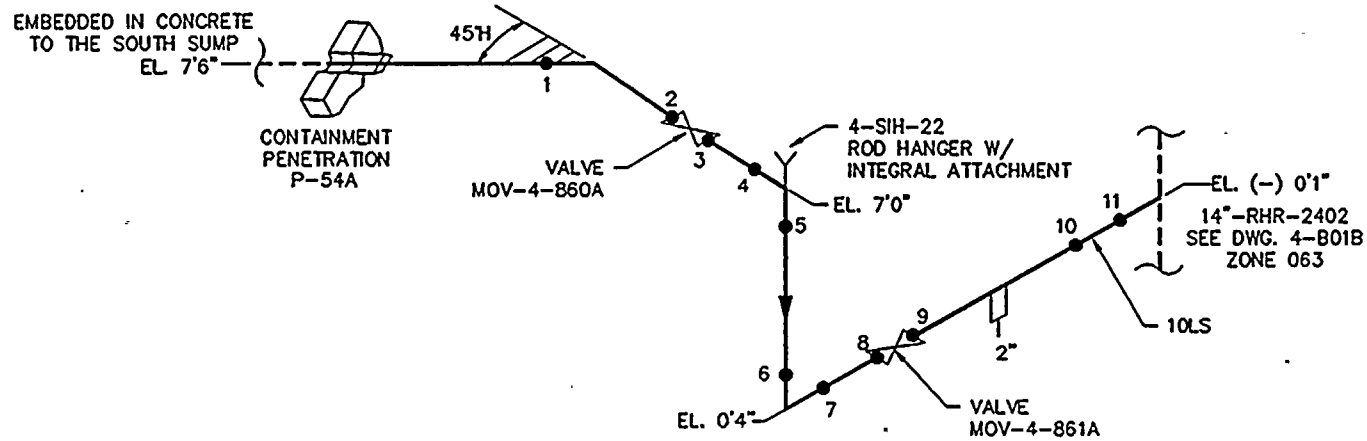 EMBEDDED IN CONCRETE
TO THE SOUTH SUMP
EL. 7'6"
45°H
1
CONTAINMENT
PENETRATION
P-54A
2
3
VALVE
MOV-4-860A
4
4-SIH-22
ROD HANGER W/
INTEGRAL ATTACHMENT
EL. 7'0"
5
6
EL. 0'4"
7
8
9
VALVE
MOV-4-861A
2"
10
11
10LS
EL. (-) 0'1"
14"-RHR-2402
SEE DWG. 4-B01B
ZONE 063